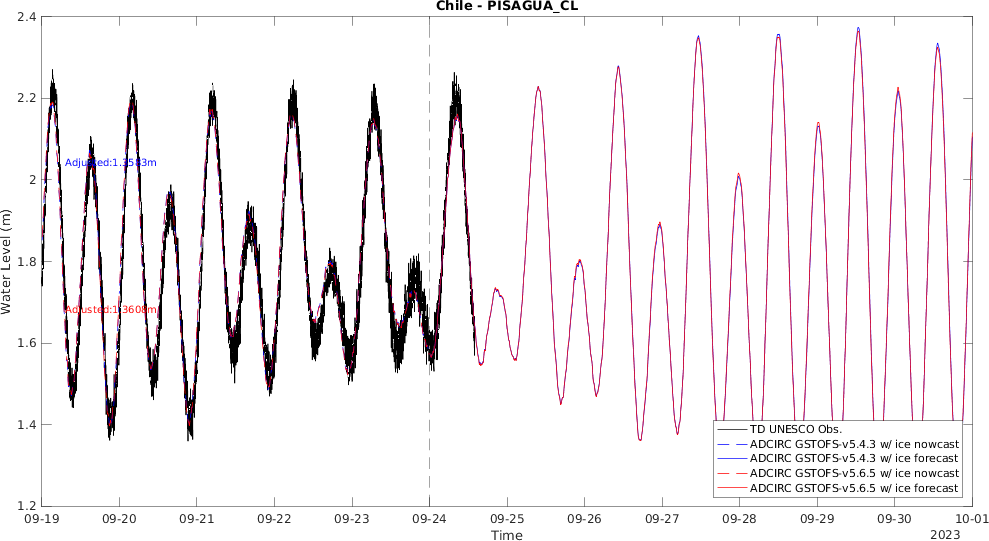 Chile - PISAGUA_CL
2.4
2.2
2
1.8
1.6
1.4
1.2
Water Level (m)
Adjusted:1.3583m
Adjusted:1.3608m
TD UNESCO Obs.
ADCIRC GSTOFS-v5.4.3 w/ ice nowcast
ADCIRC GSTOFS-v5.4.3 w/ ice forecast
ADCIRC GSTOFS-v5.6.5 w/ ice nowcast
ADCIRC GSTOFS-v5.6.5 w/ ice forecast
09-19 09-20 09-21 09-22 09-23 09-24 09-25 09-26 09-27 09-28 09-29 09-30 10-01
Time
2023